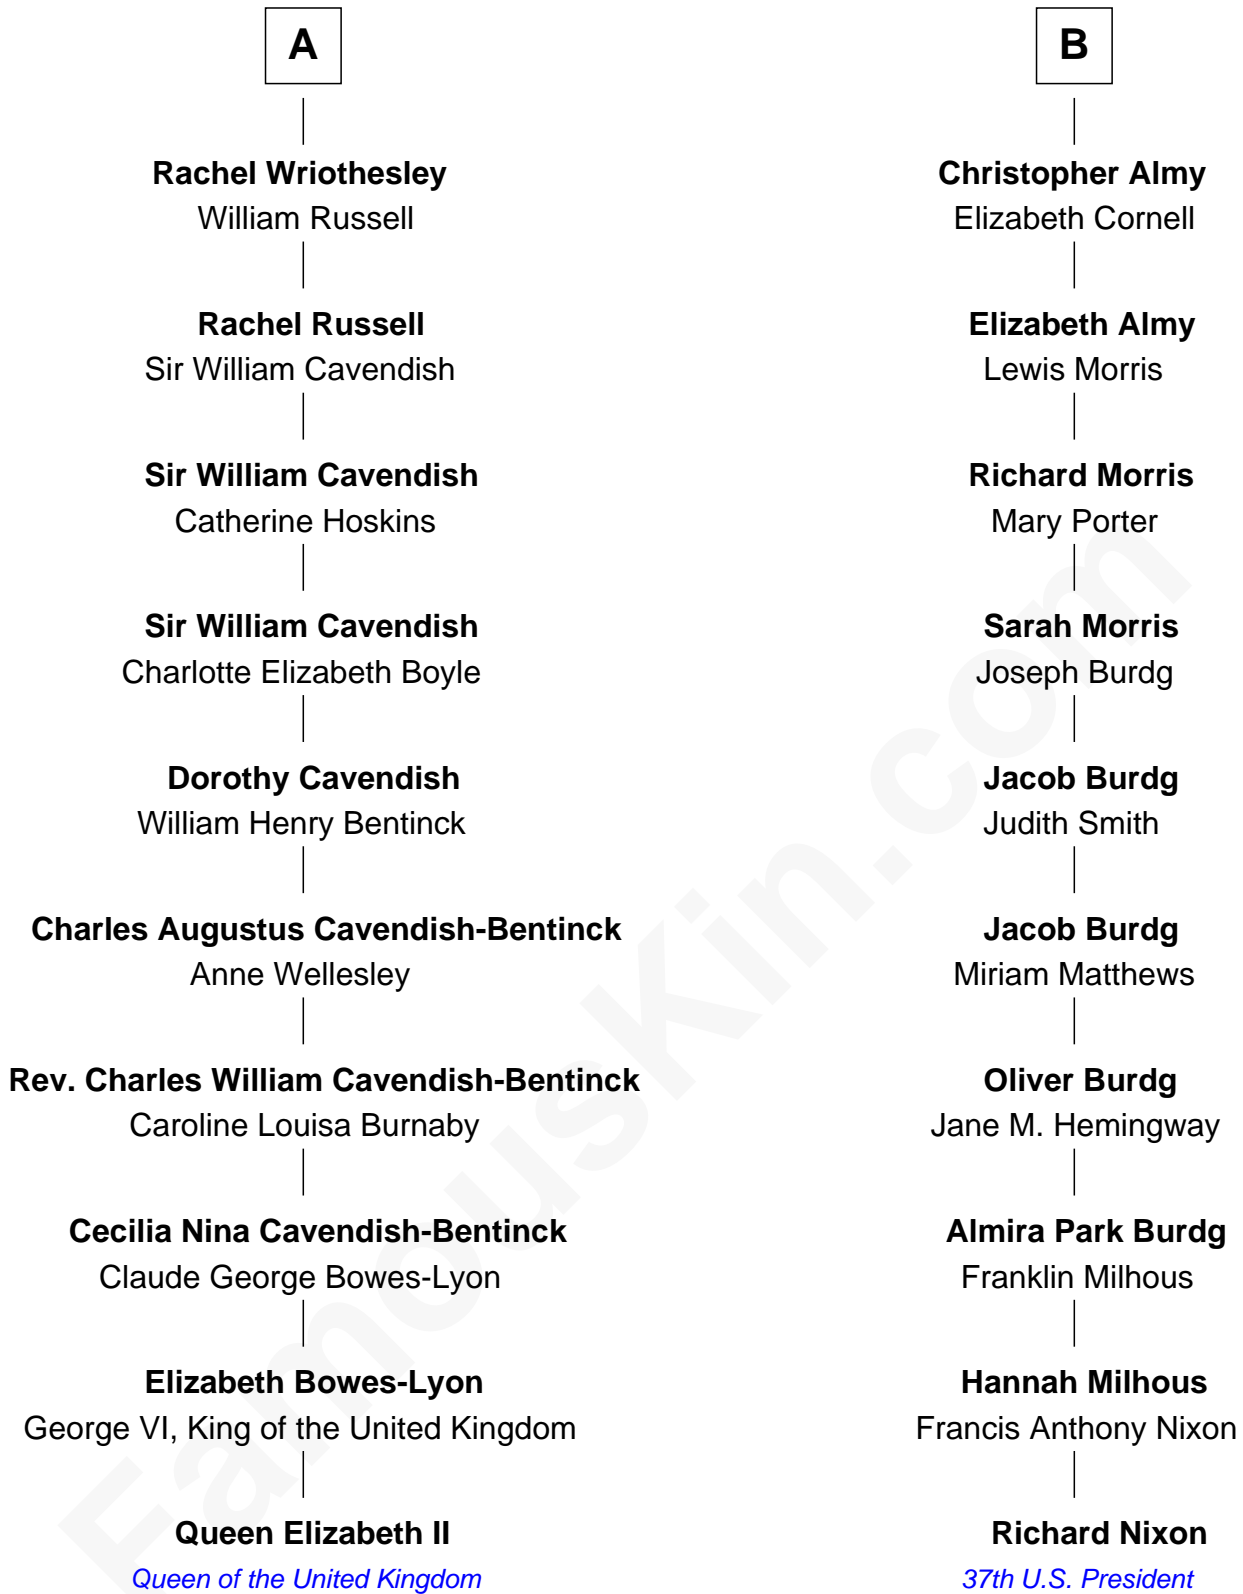 A
Rachel Wriothesley
William Russell
Rachel Russell
Sir William Cavendish
Sir William Cavendish
Catherine Hoskins
Sir William Cavendish
Charlotte Elizabeth Boyle
Dorothy Cavendish
William Henry Bentinck
Charles Augustus Cavendish-Bentinck
Anne Wellesley
Rev. Charles William Cavendish-Bentinck
Caroline Louisa Burnaby
Cecilia Nina Cavendish-Bentinck
Claude George Bowes-Lyon
Elizabeth Bowes-Lyon
George VI, King of the United Kingdom
Queen Elizabeth II
Queen of the United Kingdom
B
Christopher Almy
Elizabeth Cornell
Elizabeth Almy
Lewis Morris
Richard Morris
Mary Porter
Sarah Morris
Joseph Burdg
Jacob Burdg
Judith Smith
Jacob Burdg
Miriam Matthews
Oliver Burdg
Jane M. Hemingway
Almira Park Burdg
Franklin Milhous
Hannah Milhous
Francis Anthony Nixon
Richard Nixon
37th U.S. President
FamousKin.com